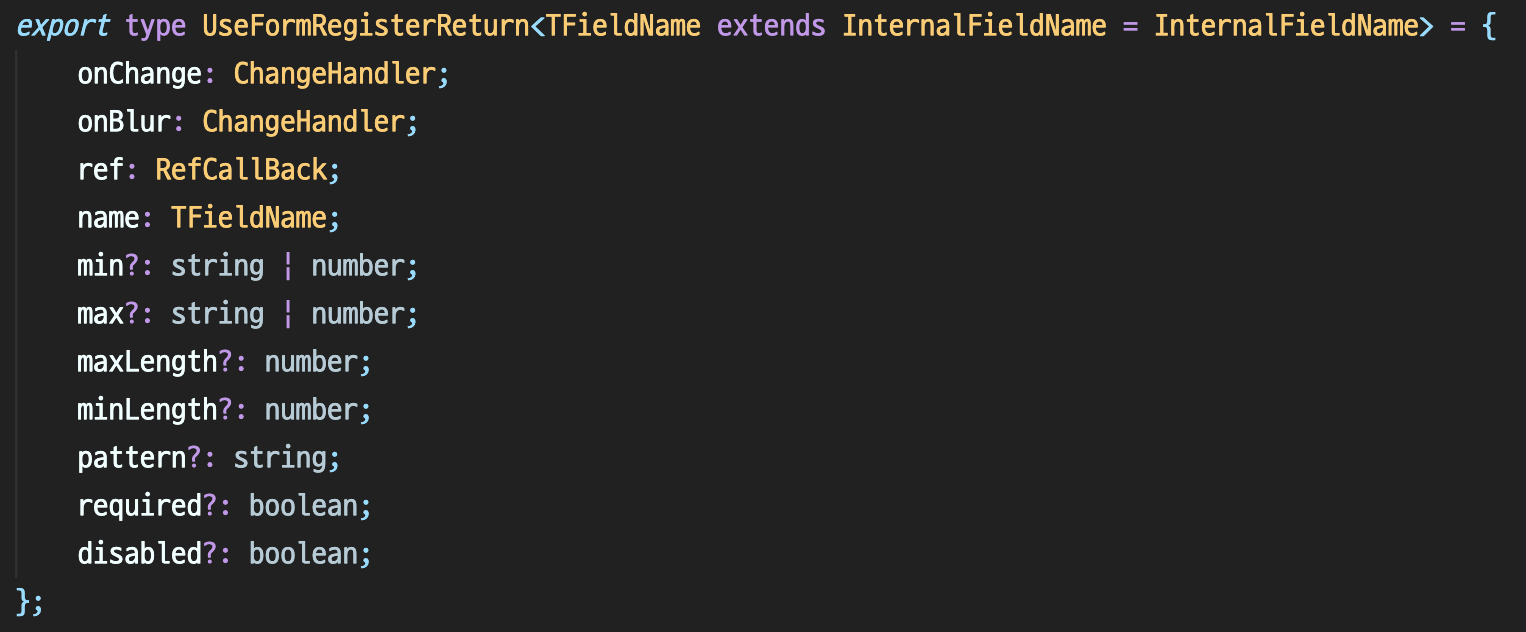 export type UseFormRegisterReturn<TFieldName extends InternalFieldName = InternalFieldName> = {
    onChange: ChangeHandler;
    onBlur: ChangeHandler;
    ref: RefCallBack;
    name: TFieldName;
    min?: string | number;
    max?: string | number;
    maxLength?: number;
    minLength?: number;
    pattern?: string;
    required?: boolean;
    disabled?: boolean;
};